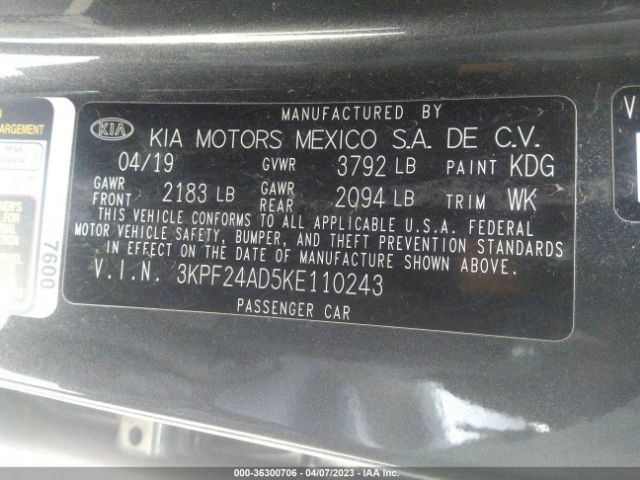 MANUFACTURED BY
KIA KIA MOTORS MEXICO S.A. DE C.V.
04/19 GVWR 3792 LB PAINT KDG
GAWR FRONT 2183 LB GAWR REAR 2094 LB TRIM WK
THIS VEHICLE CONFORMS TO ALL APPLICABLE U.S.A. FEDERAL
MOTOR VEHICLE SAFETY, BUMPER, AND THEFT PREVENTION STANDARDS
IN EFFECT ON THE DATE OF MANUFACTURE SHOWN ABOVE.
V.I.N. 3KPF24AD5KE110243
PASSENGER CAR
7600
000-36300706 - 04/07/2023 - IAA Inc.